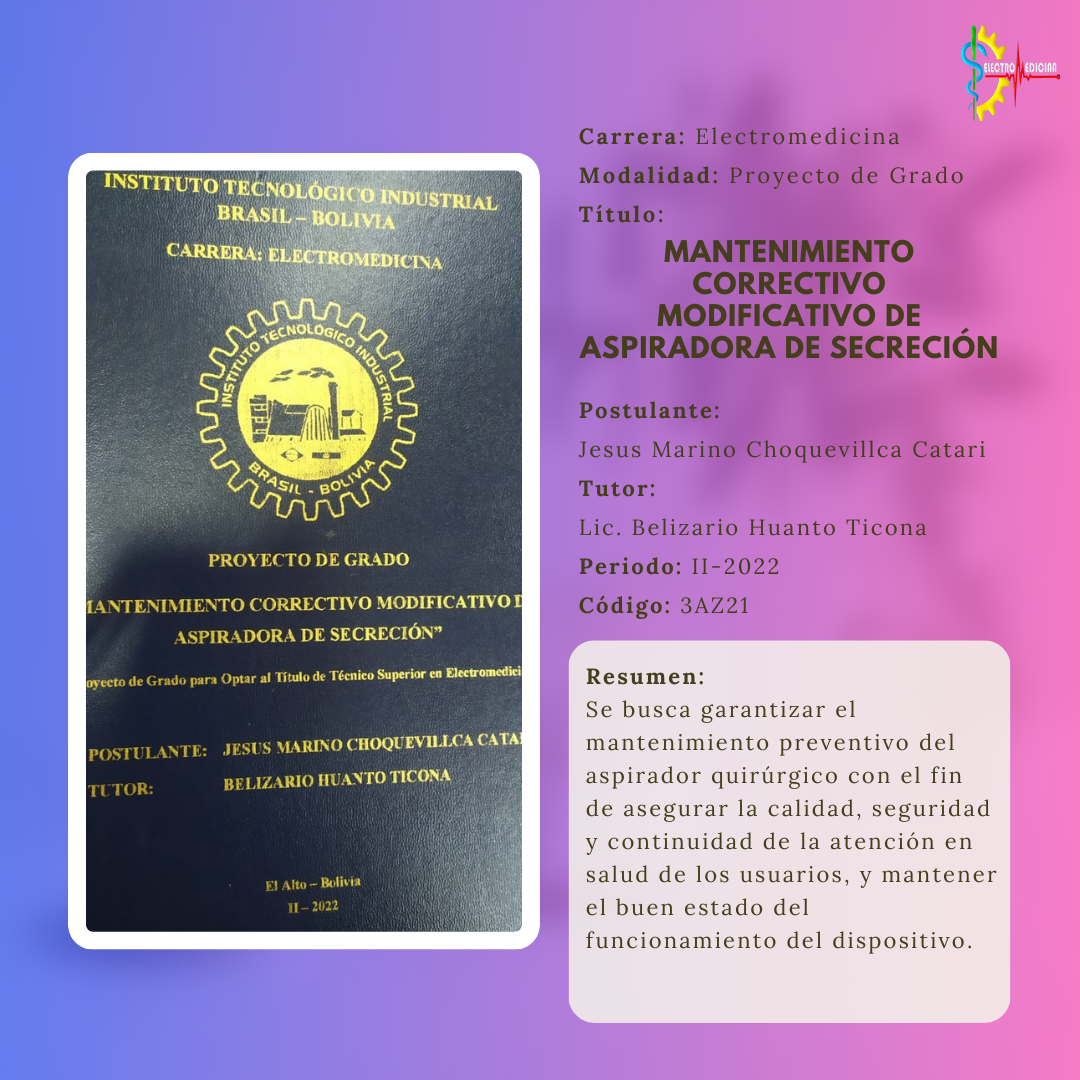 ELECTROMEDICINA
INSTITUTO TECNOLÓGICO INDUSTRIAL
BRASIL – BOLIVIA
CARRERA: ELECTROMEDICINA
INSTITUTO TECNOLÓGICO INDUSTRIAL
BRASIL - BOLIVIA
PROYECTO DE GRADO
MANTENIMIENTO CORRECTIVO MODIFICATIVO D
ASPIRADORA DE SECRECIÓN”
oyecto de Grado para Optar al Título de Técnico Superior en Electromedici
POSTULANTE: JESUS MARINO CHOQUEVILLCA CATA
TUTOR: BELIZARIO HUANTO TICONA
El Alto – Bolivia
II – 2022
Carrera: Electromedicina
Modalidad: Proyecto de Grado
Título:
MANTENIMIENTO
CORRECTIVO
MODIFICATIVO DE
ASPIRADORA DE SECRECIÓN
Postulante:
Jesus Marino Choquevillca Catari
Tutor:
Lic. Belizario Huanto Ticona
Periodo: II-2022
Código: 3AZ21
Resumen:
Se busca garantizar el
mantenimiento preventivo del
aspirador quirúrgico con el fin
de asegurar la calidad, seguridad
y continuidad de la atención en
salud de los usuarios, y mantener
el buen estado del
funcionamiento del dispositivo.